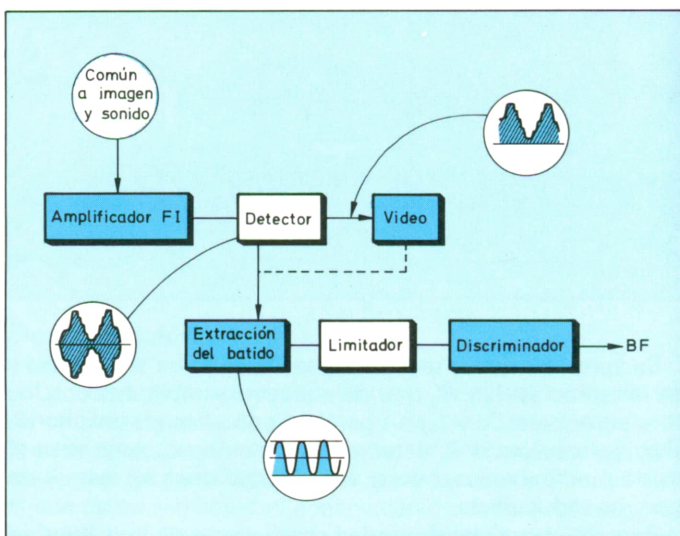 Común
a imagen
y sonido
Amplificador FI
Detector
Video
Extracción
del batido
Limitador
Discriminador
BF